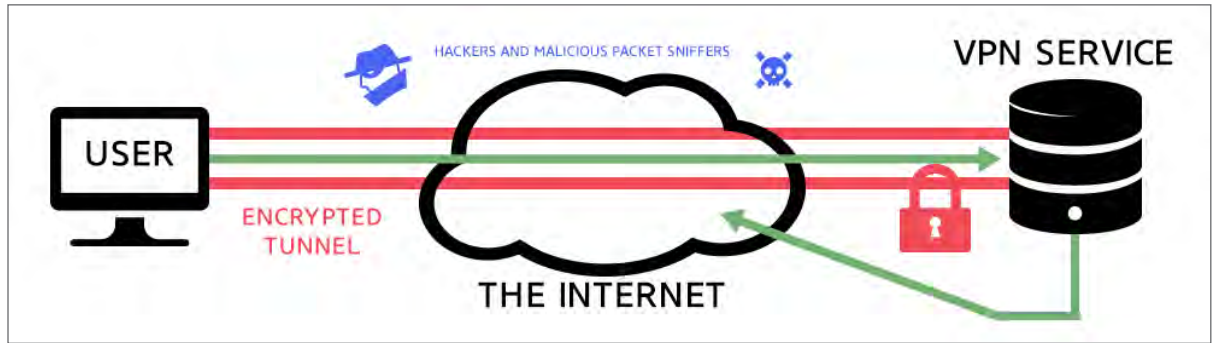 HACKERS AND MALICIOUS PACKET SNIFFERS
VPN SERVICE
USER
ENCRYPTED
TUNNEL
THE INTERNET